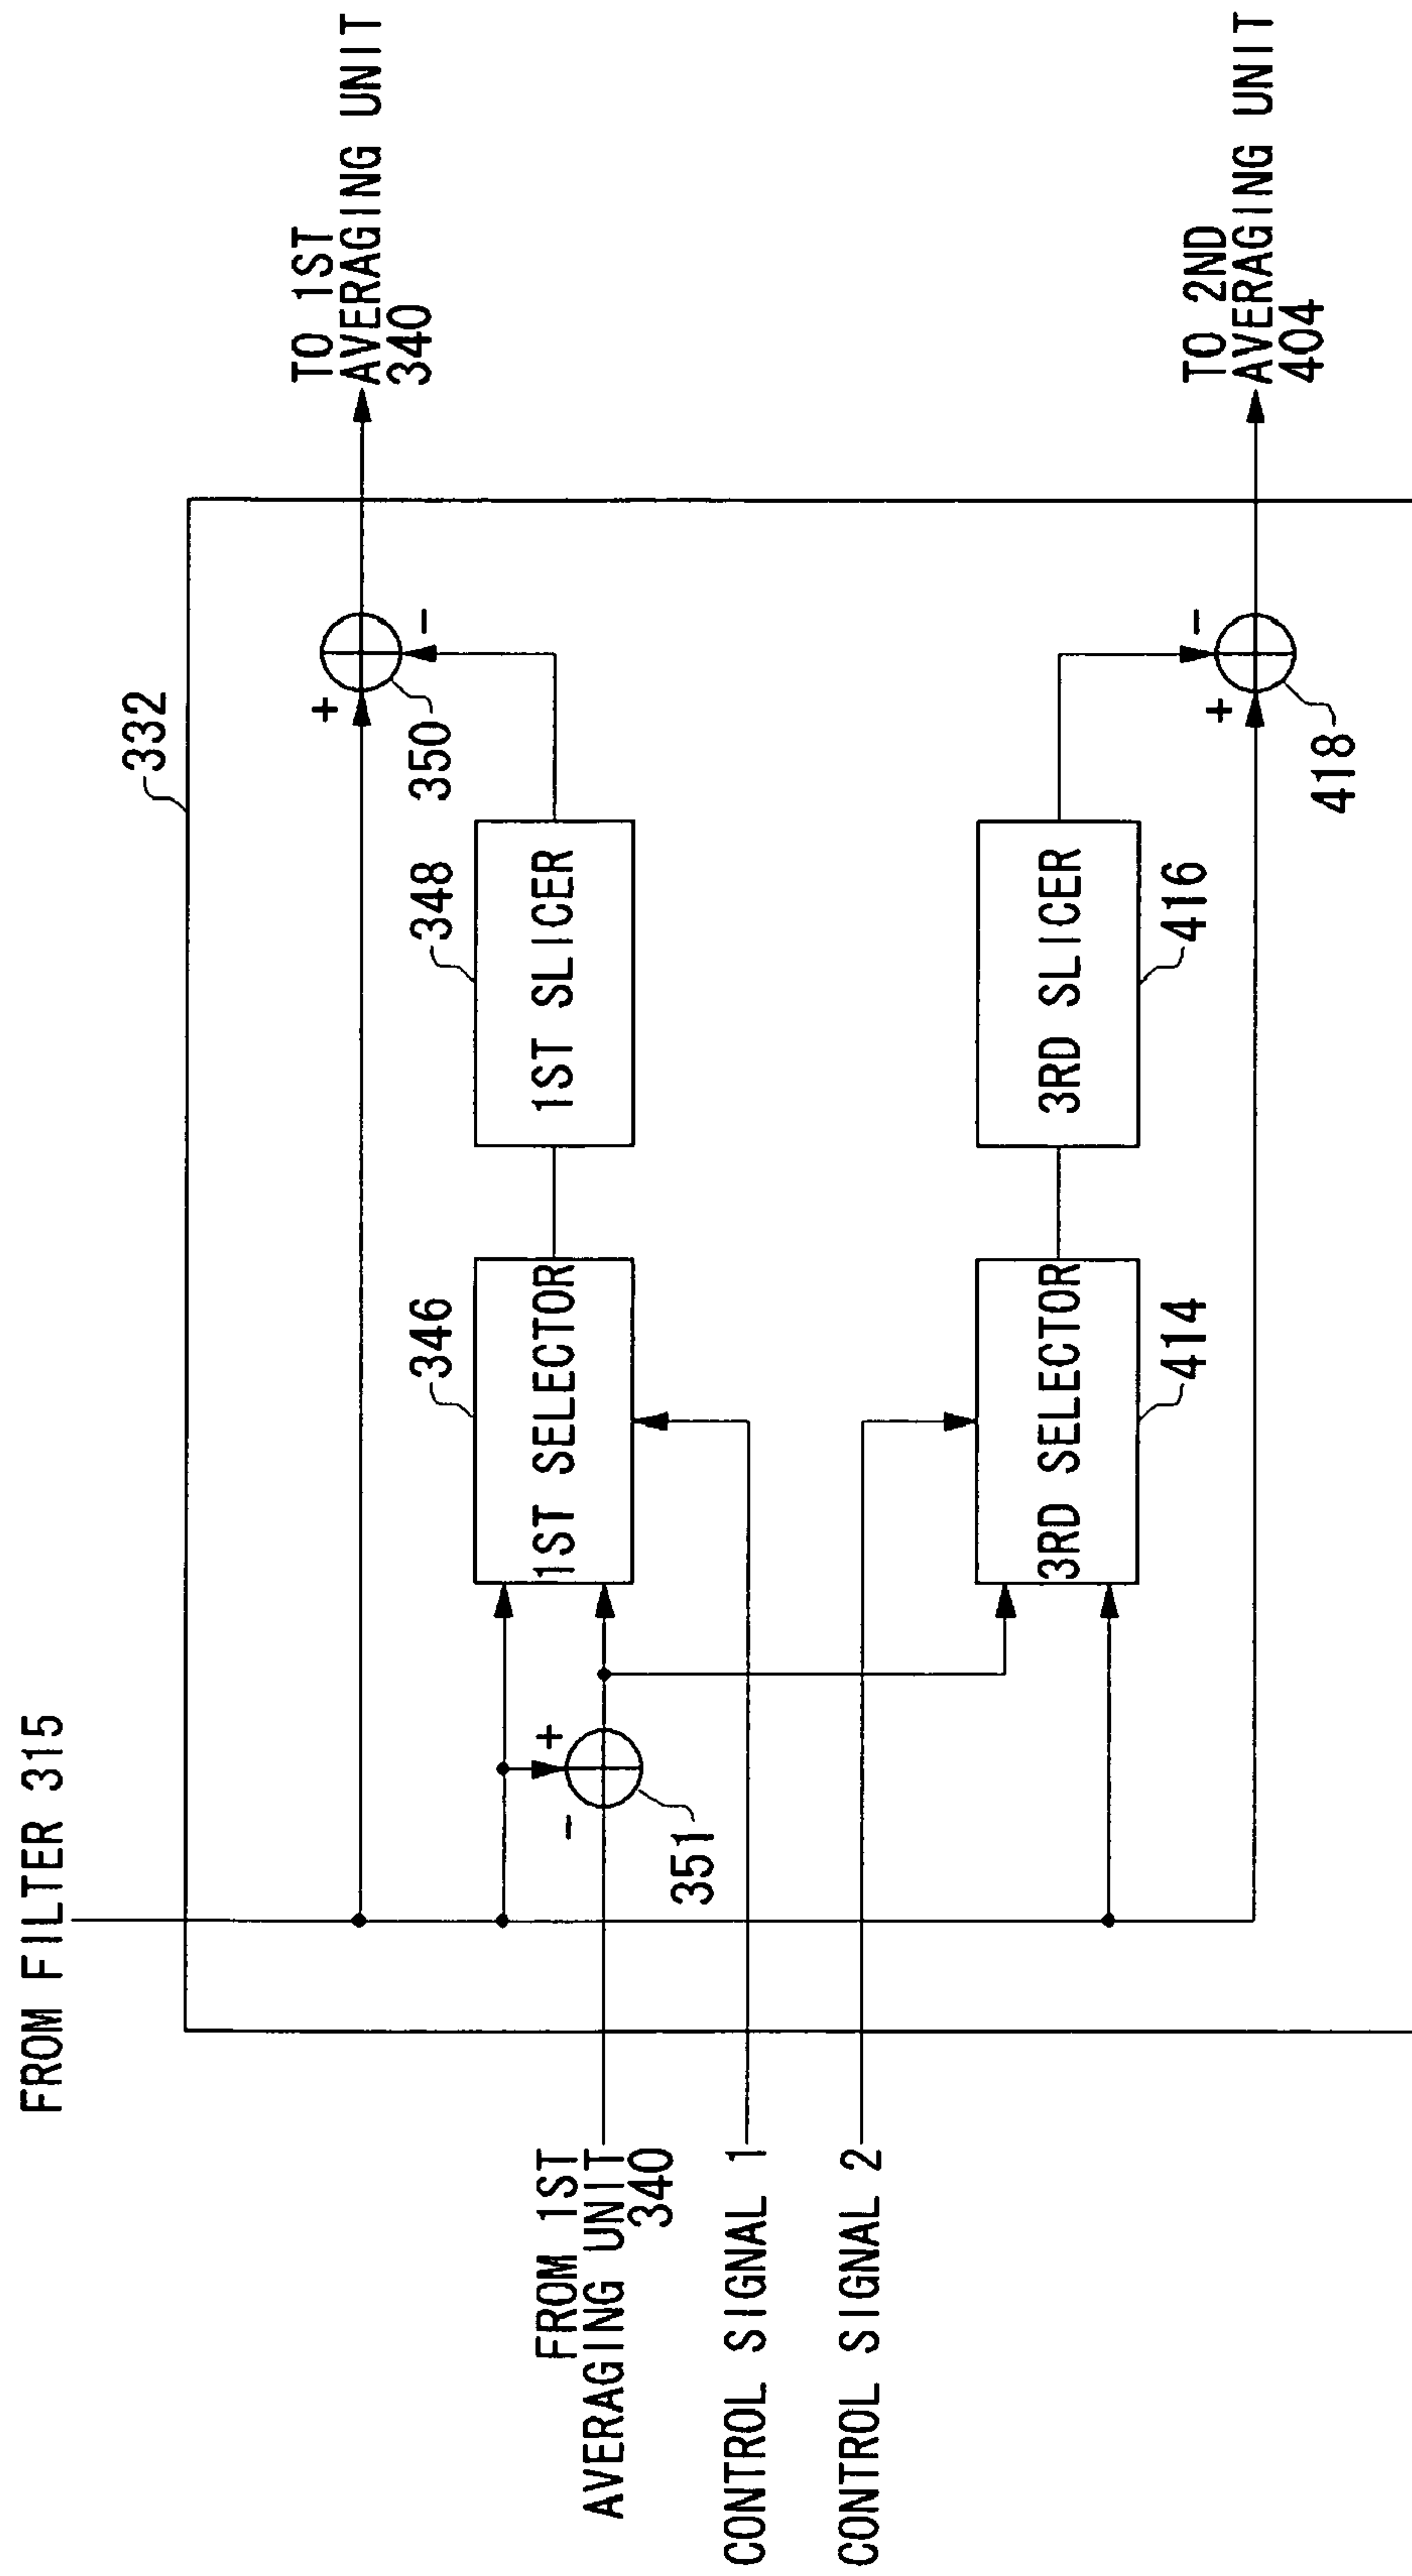 FROM FILTER 315
332
TO 1ST
AVERAGING UNIT
340
+
-
350
346
348
1ST SELECTOR
1ST SLICER
+
-
351
FROM 1ST
AVERAGING UNIT
340
CONTROL SIGNAL 1
CONTROL SIGNAL 2
3RD SELECTOR
3RD SLICER
414
416
-
+
418
TO 2ND
AVERAGING UNIT
404